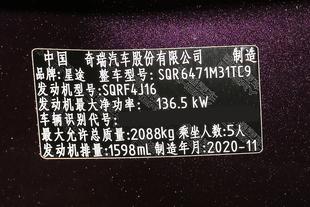 中国 奇瑞汽车股份有限公司 制造
品牌:星途 整车型号:SQR6471M31TC9
发动机型号:SQRF4J16
发动机最大净功率: 136.5 kW
车辆识别代号:
最大允许总质量:2088kg 乘坐人数:5人
发动机排量:1598mL 制造年月:2020-11